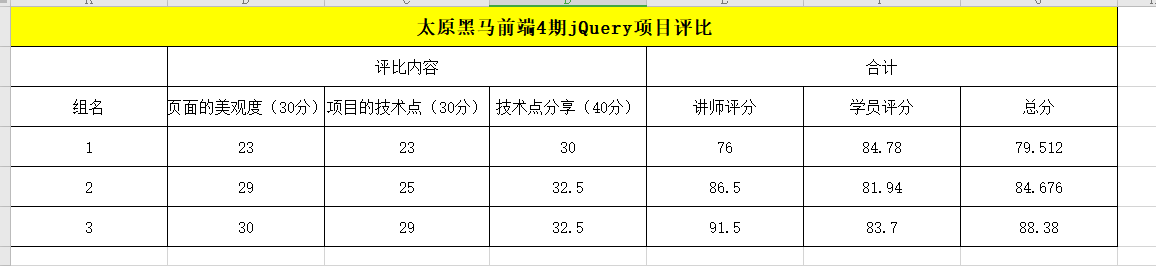 太原黑马前端4期jQuery项目评比
评比内容 合计
组名 页面的美观度（30分） 项目的技术点（30分） 技术点分享（40分） 讲师评分 学员评分 总分
1 23 23 30 76 84.78 79.512
2 29 25 32.5 86.5 81.94 84.676
3 30 29 32.5 91.5 83.7 88.38